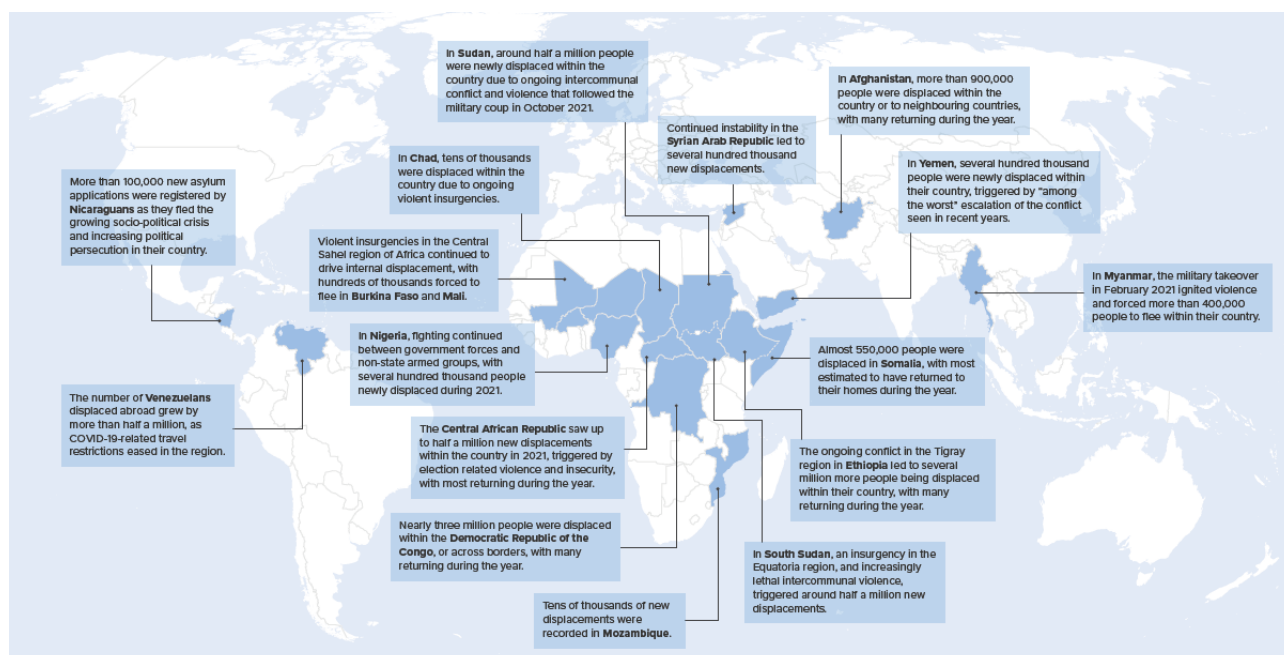 In Sudan, around half a million people
were newly displaced within the
country due to ongoing intercommunal
conflict and violence that followed the
military coup in October 2021.
In Afghanistan, more than 900,000
people were displaced within the
country or to neighbouring countries,
with many returning during the year.
Continued instability in the
Syrian Arab Republic led to
several hundred thousand
new displacements.
In Chad, tens of thousands
were displaced within the
country due to ongoing
violent insurgencies.
In Yemen, several hundred thousand
people were newly displaced within
their country, triggered by "among
the worst" escalation of the conflict
seen in recent years.
More than 100,000 new asylum
applications were registered by
Nicaraguans as they fled the
growing socio-political crisis
and increasing political
persecution in their country.
Violent insurgencies in the Central
Sahel region of Africa continued to
drive internal displacement, with
hundreds of thousands forced to
flee in Burkina Faso and Mali.
In Myanmar, the military takeover
in February 2021 ignited violence
and forced more than 400,000
people to flee within their country.
In Nigeria, fighting continued
between government forces and
non-state armed groups, with
several hundred thousand people
newly displaced during 2021.
Almost 550,000 people were
displaced in Somalia, with most
estimated to have returned to
their homes during the year.
The number of Venezuelans
displaced abroad grew by
more than half a million, as
COVID-19-related travel
restrictions eased in the region.
The Central African Republic saw up
to half a million new displacements
within the country in 2021, triggered by
election related violence and insecurity,
with most returning during the year.
The ongoing conflict in the Tigray
region in Ethiopia led to several
million more people being displaced
within their country, with many
returning during the year.
Nearly three million people were displaced
within the Democratic Republic of the
Congo, or across borders, with many
returning during the year.
In South Sudan, an insurgency in the
Equatoria region, and increasingly
lethal intercommunal violence,
triggered around half a million new
displacements.
Tens of thousands of new
displacements were
recorded in Mozambique.